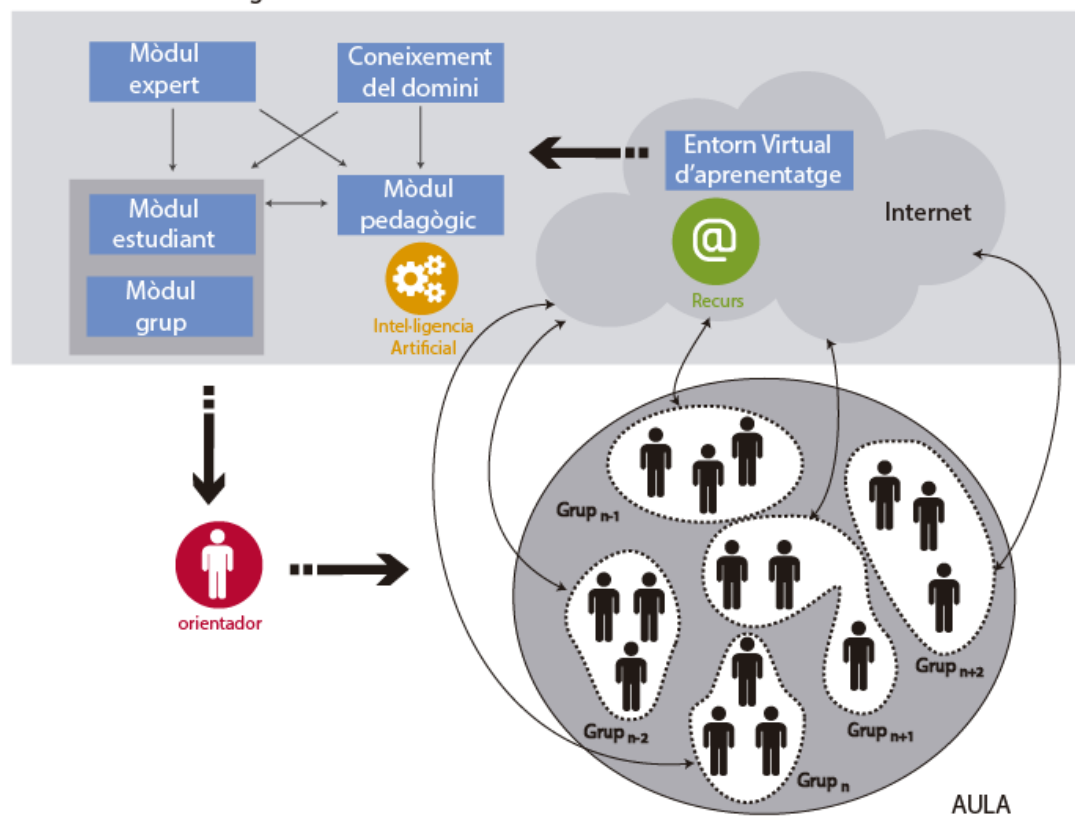 Mòdul
expert
Coneixement
del domini
Entorn Virtual
d'aprenentatge
Internet
@
Recurs
Mòdul
estudiant
Mòdul
pedagògic
Mòdul
grup
Intel·ligencia
Artificial
orientador
Grup n-1
Grup n-2
Grup n
Grup n+1
Grup n+2
AULA